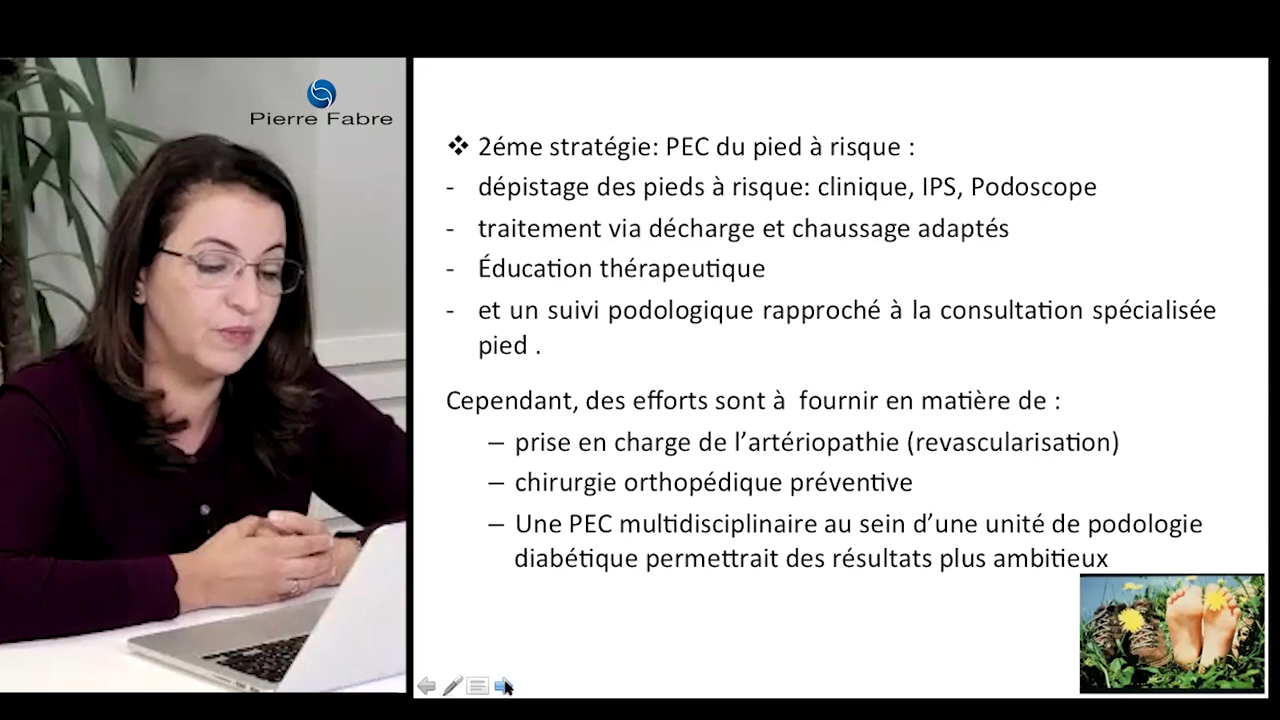 Pierre Fabre
❖ 2éme stratégie: PEC du pied à risque :
- dépistage des pieds à risque: clinique, IPS, Podoscope
- traitement via décharge et chaussage adaptés
- Éducation thérapeutique
- et un suivi podologique rapproché à la consultation spécialisée
pied .
Cependant, des efforts sont à  fournir en matière de :
– prise en charge de l’artériopathie (revascularisation)
– chirurgie orthopédique préventive
– Une PEC multidisciplinaire au sein d’une unité de podologie
diabétique permettrait des résultats plus ambitieux